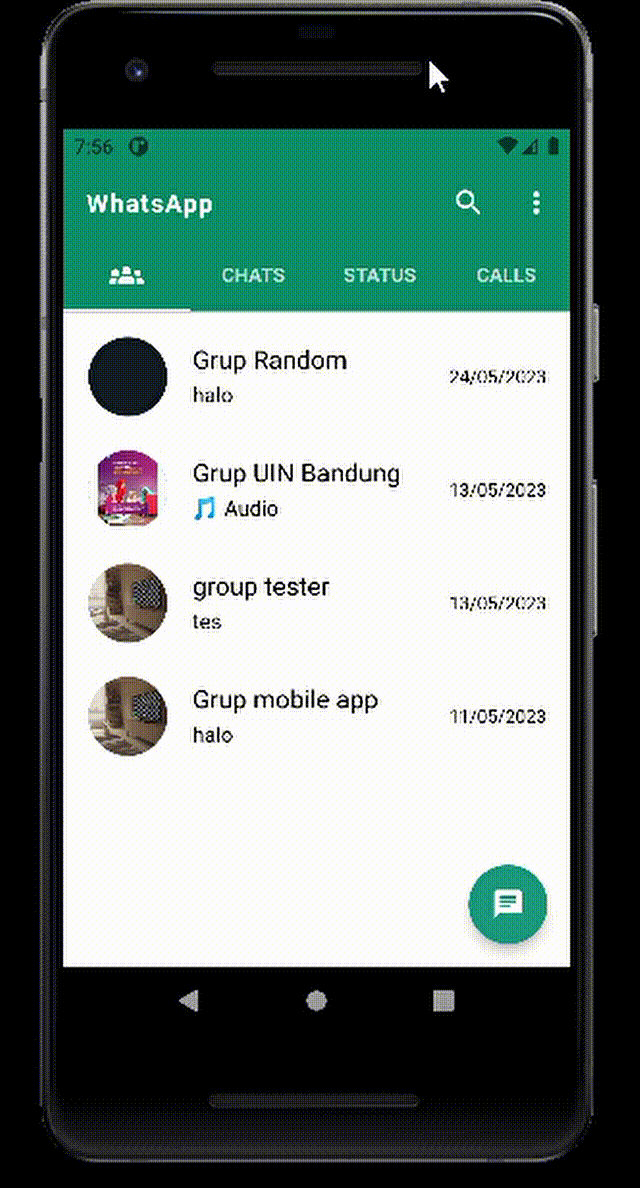 7:56
WhatsApp
CHATS STATUS CALLS
Grup Random
halo
24/05/2023
Grup UIN Bandung
🎵 Audio
13/05/2023
group tester
tes
13/05/2023
Grup mobile app
halo
11/05/2023